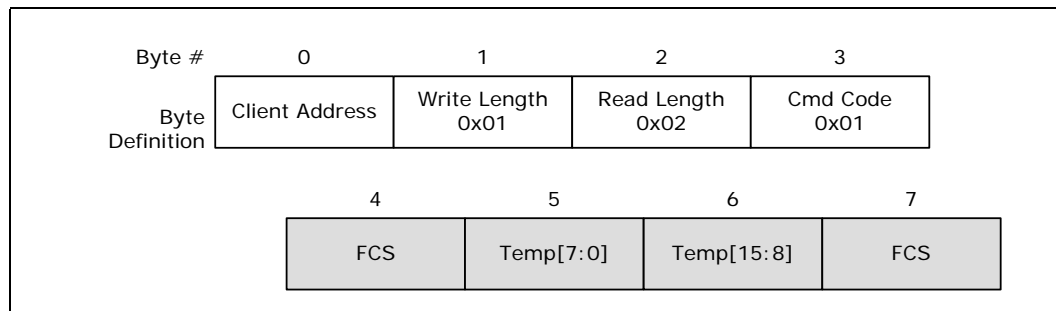 Byte # 0 1 2 3
Byte
Definition
Client Address
Write Length
0x01
Read Length
0x02
Cmd Code
0x01
4 5 6 7
FCS Temp[7:0] Temp[15:8] FCS